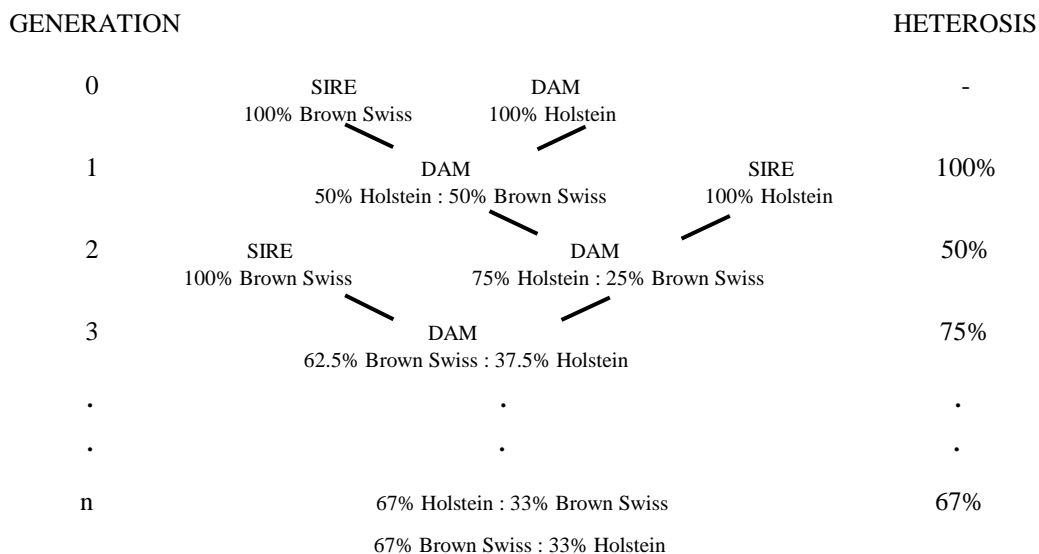 GENERATION HETEROSIS
0 SIRE DAM -
100% Brown Swiss 100% Holstein
1 DAM SIRE 100%
50% Holstein : 50% Brown Swiss 100% Holstein
2 SIRE DAM 50%
100% Brown Swiss 75% Holstein : 25% Brown Swiss
3 DAM 75%
62.5% Brown Swiss : 37.5% Holstein
. . .
. . .
n 67% Holstein : 33% Brown Swiss 67%
67% Brown Swiss : 33% Holstein